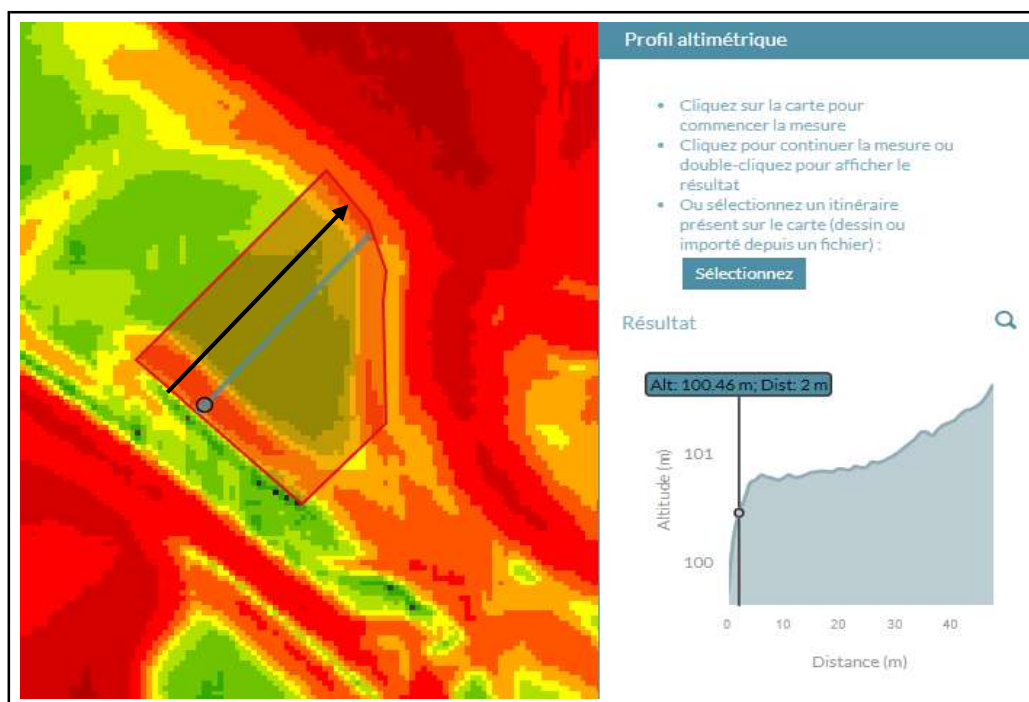 Profil altimétrique
• Cliquez sur la carte pour
commencer la mesure
• Cliquez pour continuer la mesure ou
double-cliquez pour afficher le
résultat
• Ou sélectionnez un itinéraire
présent sur la carte (dessin ou
importé depuis un fichier) :
Sélectionnez
Résultat
Alt: 100.46 m; Dist: 2 m
101
100
Altitude (m)
0 10 20 30 40
Distance (m)